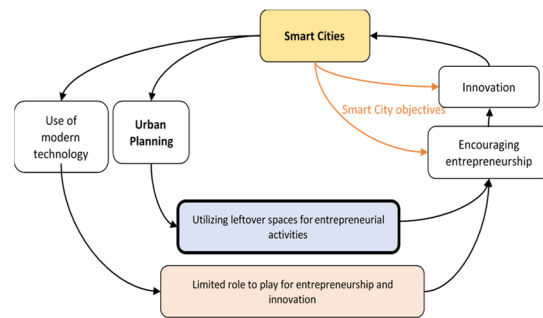 Smart Cities
Innovation
Smart City objectives
Use of
modern
technology
Urban
Planning
Encouraging
entrepreneurship
Utilizing leftover spaces for entrepreneurial
activities
Limited role to play for entrepreneurship and
innovation